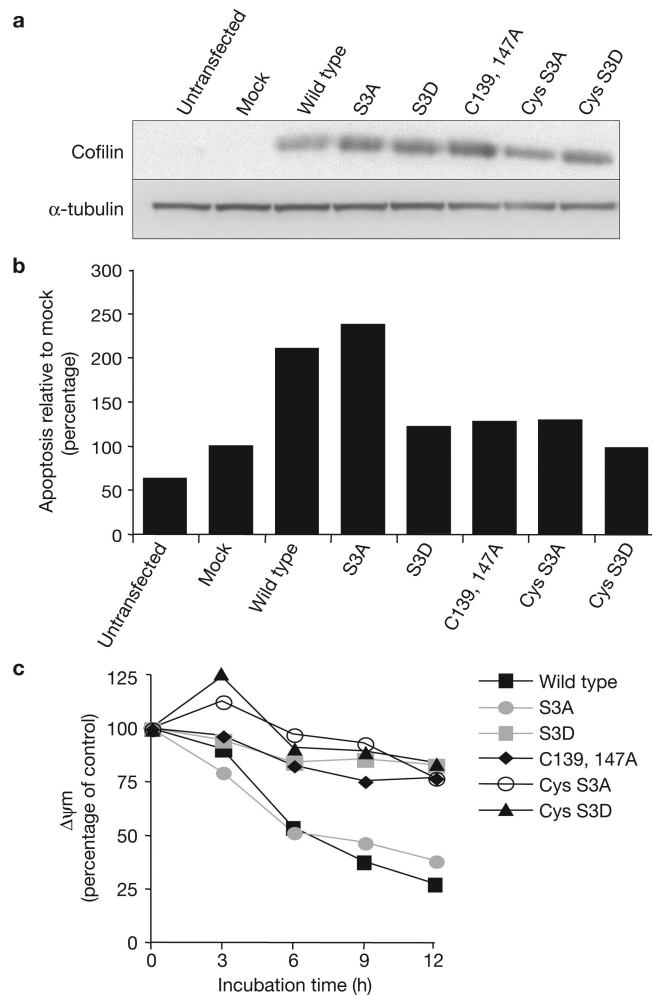 a
Untransfected
Mock
Wild type
S3A
S3D
C139, 147A
Cys S3A
Cys S3D
Cofilin
α-tubulin
b
Apoptosis relative to mock
(percentage)
300
250
200
150
100
50
0
Untransfected
Mock
Wild type
S3A
S3D
C139, 147A
Cys S3A
Cys S3D
c
Δψm
(percentage of control)
125
100
75
50
25
0
0 3 6 9 12
Incubation time (h)
Wild type
S3A
S3D
C139, 147A
Cys S3A
Cys S3D